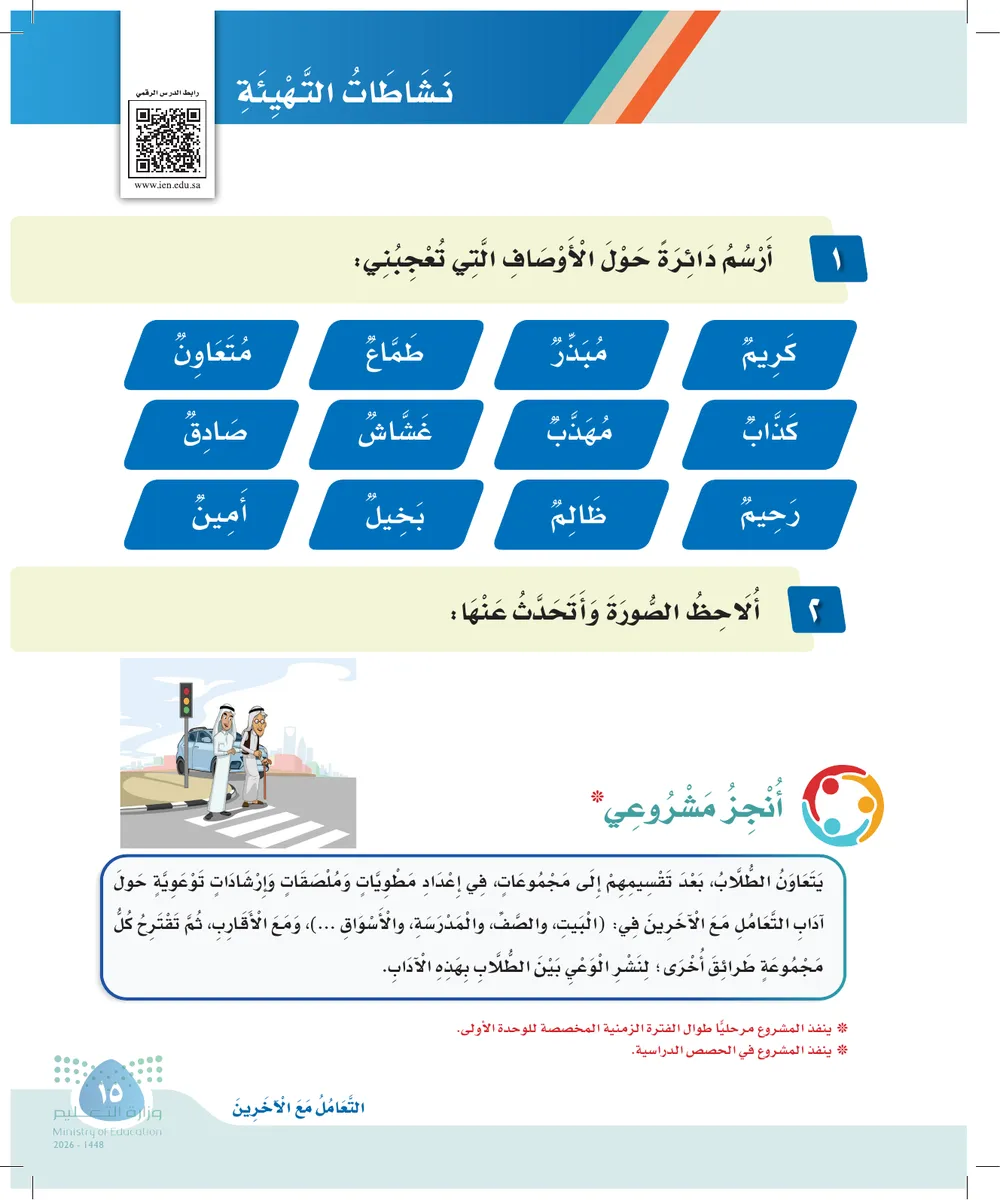 نَشَاطَاتُ التَّهْيِئَةِ
رابط الدرس الرقمي
www.ien.edu.sa
١
أَرْسُمُ دَائِرَةً حَوْلَ الْأَوْصَافِ الَّتِي تُعْجِبُنِي:
كَرِيمٌ مُبَذِّرٌ طَمَّاعٌ مُتَعَاوِنٌ
كَذَّابٌ مُهَذَّبٌ غَشَّاشٌ صَادِقٌ
رَحِيمٌ ظَالِمٌ بَخِيلٌ أَمِينٌ
٢
أُلَاحِظُ الصُّورَةَ وَأَتَحَدَّثُ عَنْهَا:
أُنْجِزُ مَشْرُوعِي*
يَتَعَاوَنُ الطُّلَّابُ، بَعْدَ تَقْسِيمِهِمْ إِلَى مَجْمُوعَاتٍ، فِي إِعْدَادِ مَطْوِيَّاتٍ وَمُلْصَقَاتٍ وَإِرْشَادَاتٍ تَوْعَوِيَّةٍ حَولَ
آدَابِ التَّعَامُلِ مَعَ الْآخَرِينَ فِي: (الْبَيتِ، والصَّفِّ، والْمَدْرَسَةِ، والْأَسْوَاقِ ...)، وَمَعَ الْأَقَارِبِ، ثُمَّ تَقْتَرِحُ كُلُّ
مَجْمُوعَةٍ طَرائِقَ أُخْرَى؛ لِنَشْرِ الْوَعْيِ بَيْنَ الطُّلَّابِ بِهَذِهِ الْآدَابِ.
* ينفذ المشروع مرحليًّا طوال الفترة الزمنية المخصصة للوحدة الأولى.
* ينفذ المشروع في الحصص الدراسية.
التَّعَامُلُ مَعَ الْآخَرِينَ
١٥
وزارة التعليم
Ministry of Education
2026 - 1448